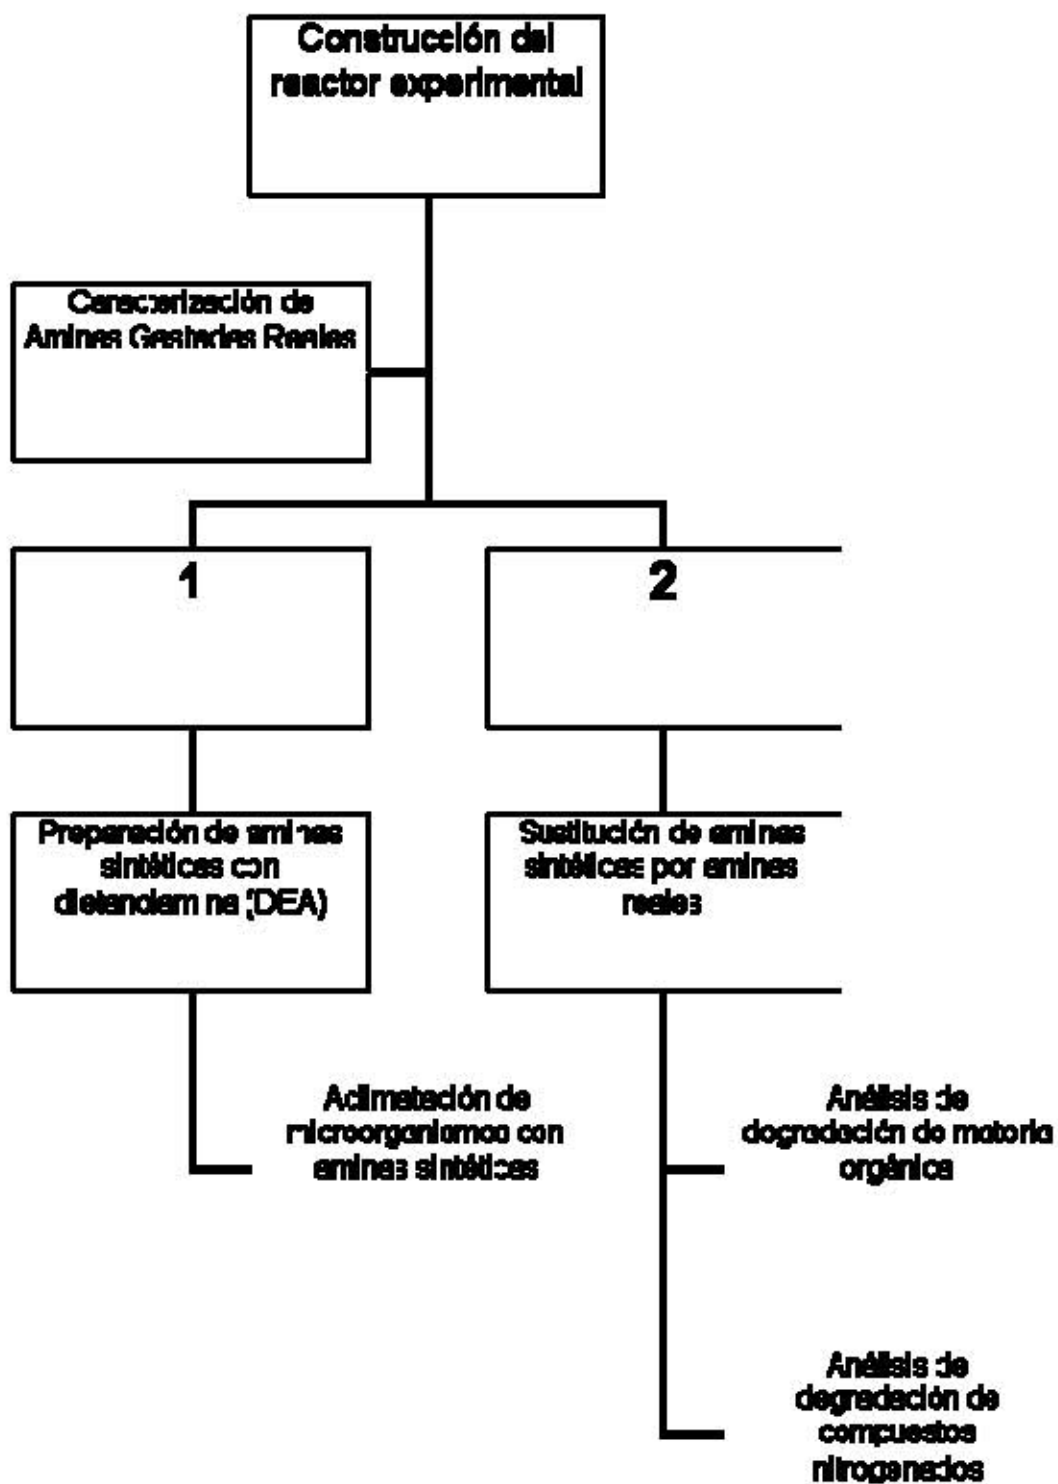 Construcción del
reactor experimental
Caracterización de
Aminas Gastadas Reales
1
2
Preparación de aminas
sintéticas con
dietanolamina (DEA)
Sustitución de aminas
sintéticas por aminas
reales
Aclimatación de
microorganismos con
aminas sintéticas
Análisis de
degradación de materia
orgánica
Análisis de
degradación de
compuestos
nitrogenados